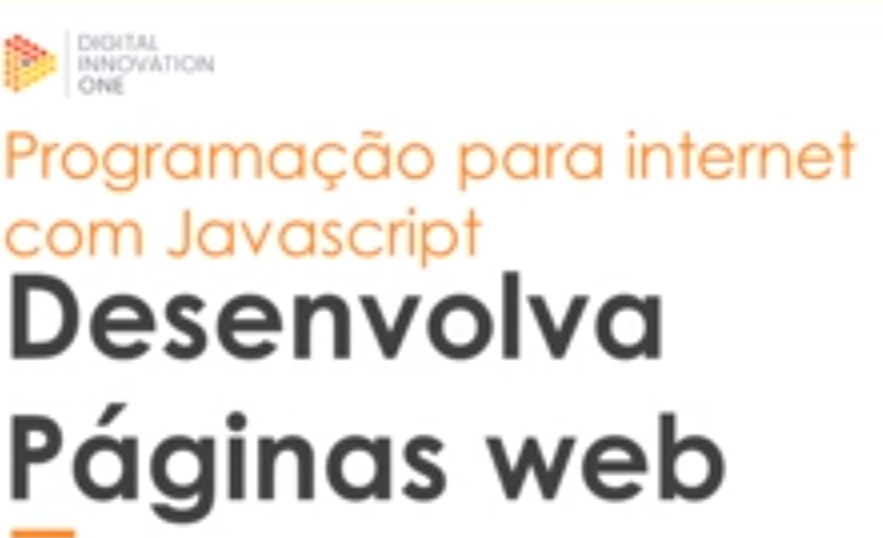 DIGITAL
INNOVATION
ONE
Programação para internet
com Javascript
Desenvolva
Páginas web